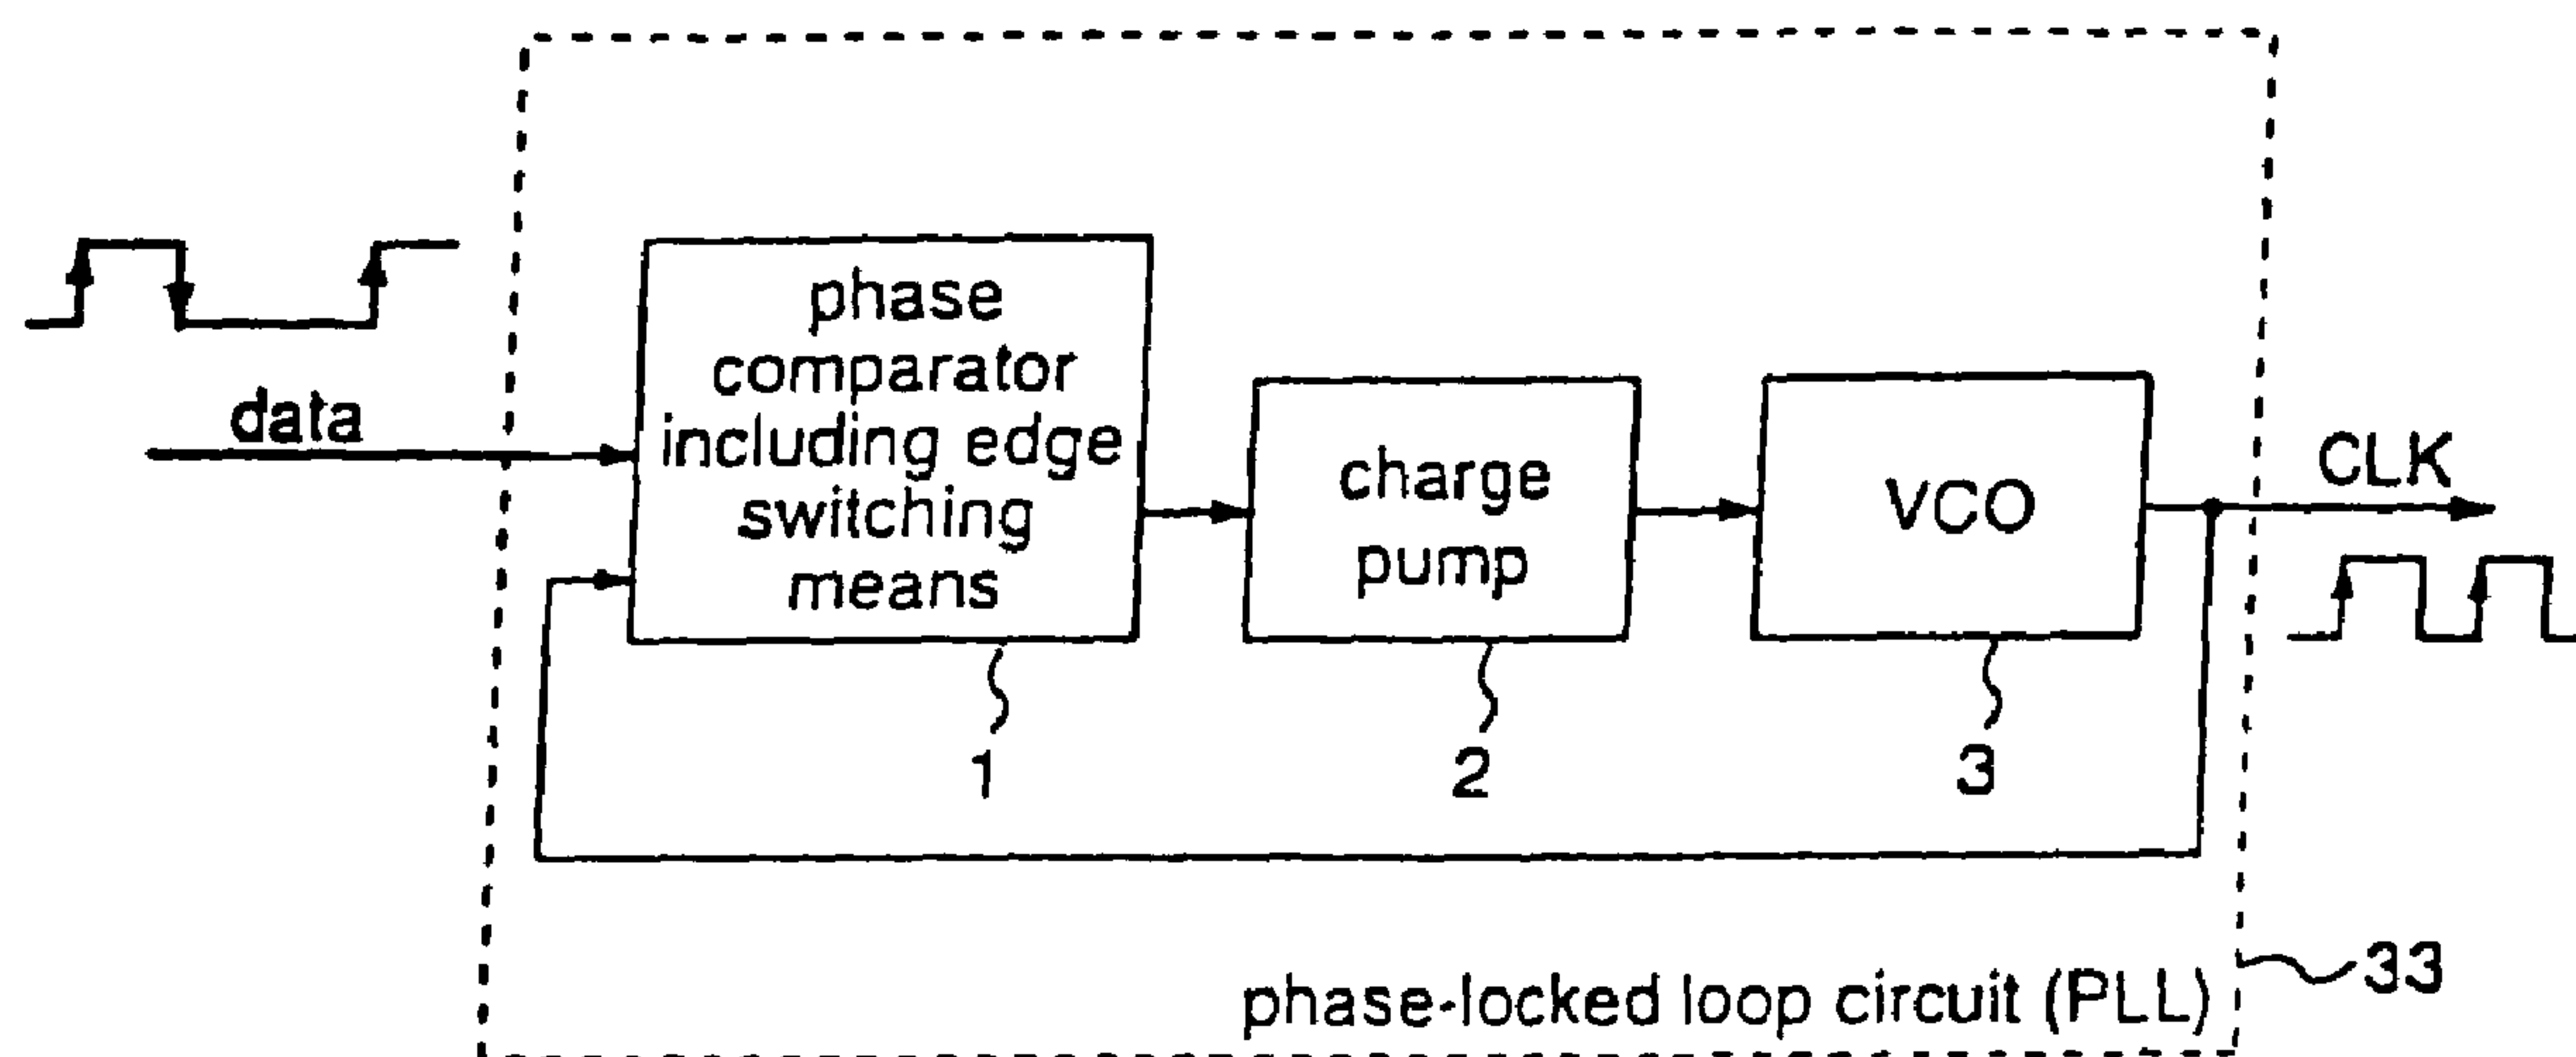 data
phase
comparator
including edge
switching
means
charge
pump
VCO
CLK
1
2
3
phase-locked loop circuit (PLL)
33